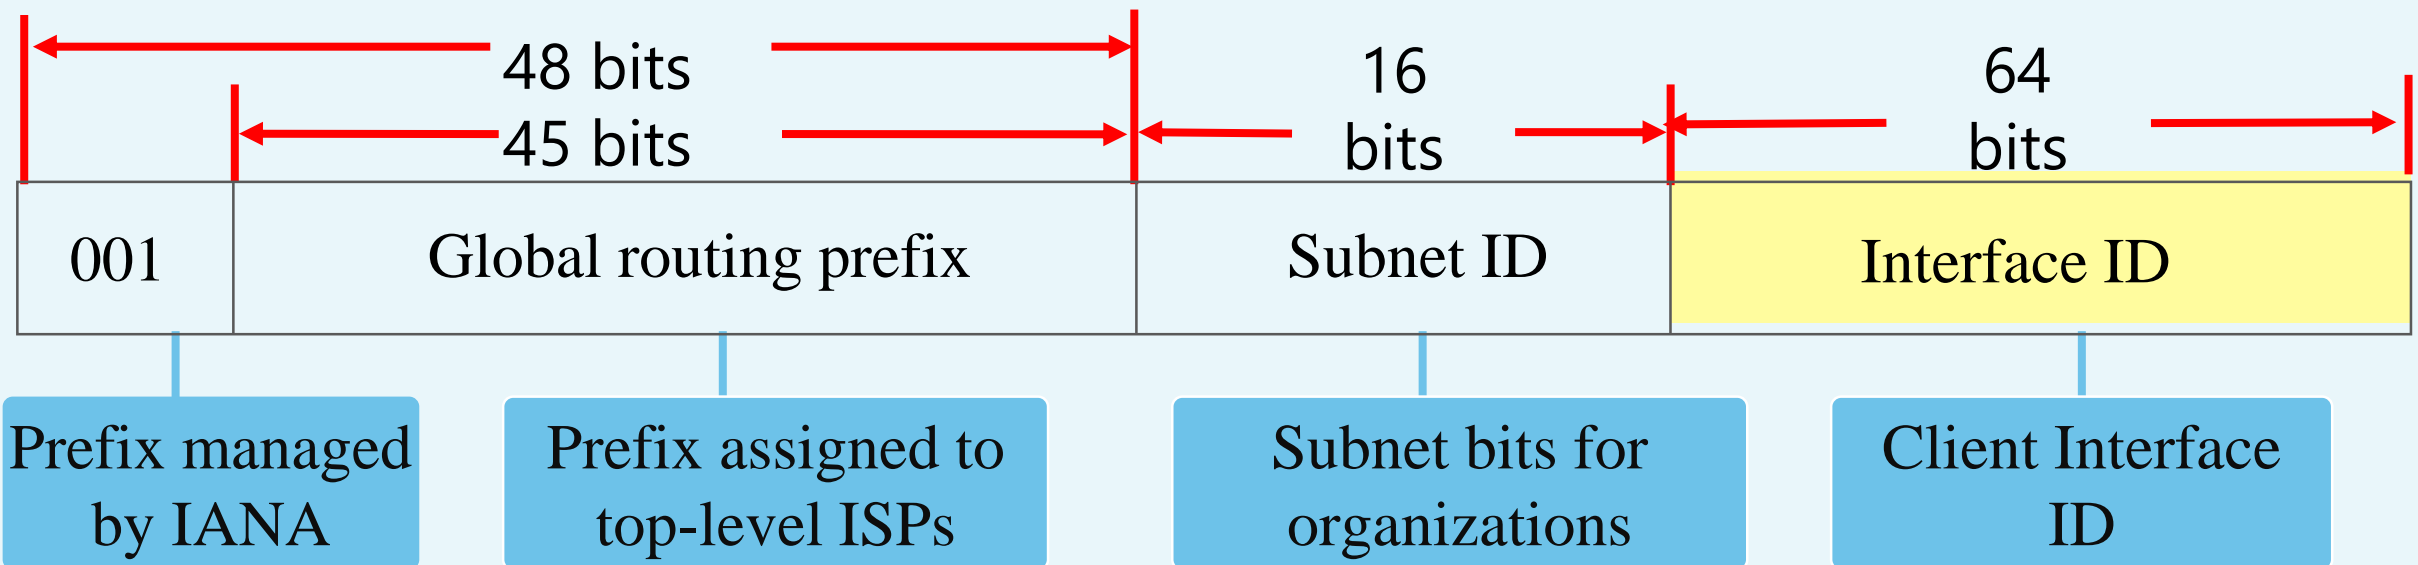 48 bits
45 bits
16
bits
64
bits
001
Global routing prefix
Subnet ID
Interface ID
Prefix managed
by IANA
Prefix assigned to
top-level ISPs
Subnet bits for
organizations
Client Interface
ID